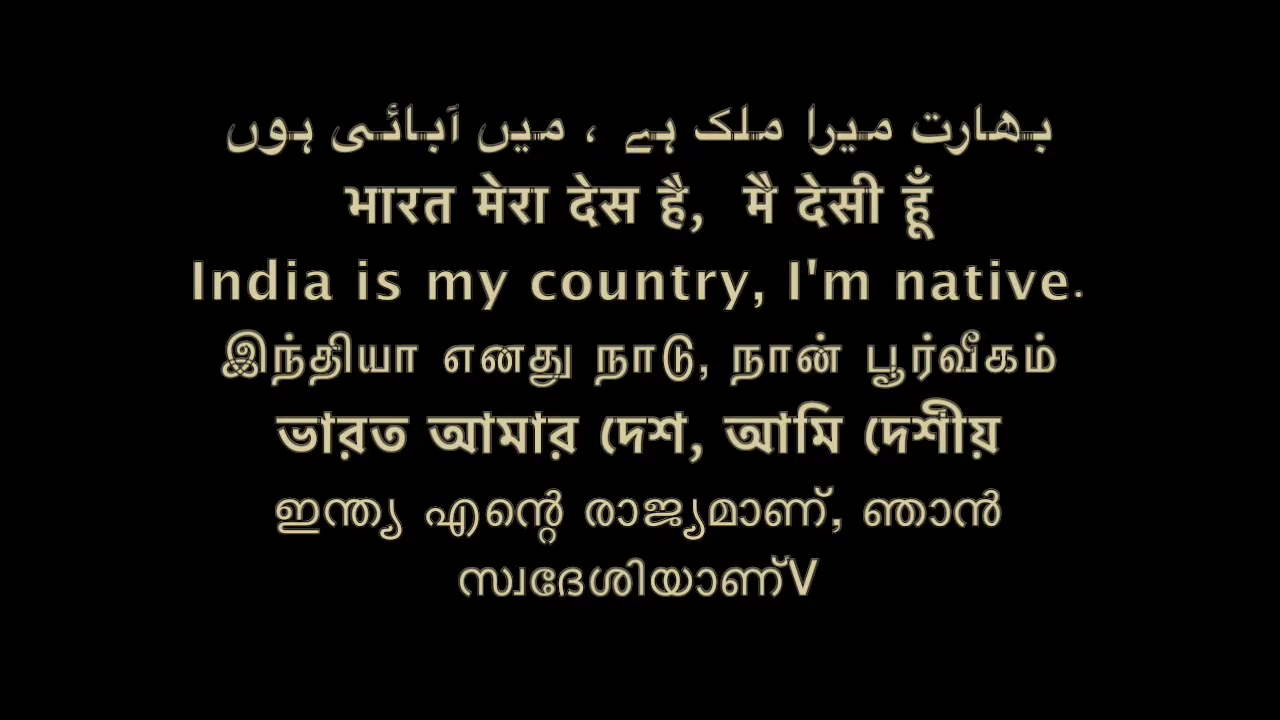 بھارت میرا ملک ہے ، میں آبائی ہوں
भारत मेरा देस है, मै देसी हूँ
India is my country, I'm native.
இந்தியா எனது நாடு, நான் பூர்வீகம்
ভারত আমার দেশ, আমি দেশীয়
ഇന്ത്യ എന്റെ രാജ്യമാണ്, ഞാൻ
സ്വദേശിയാണ്V